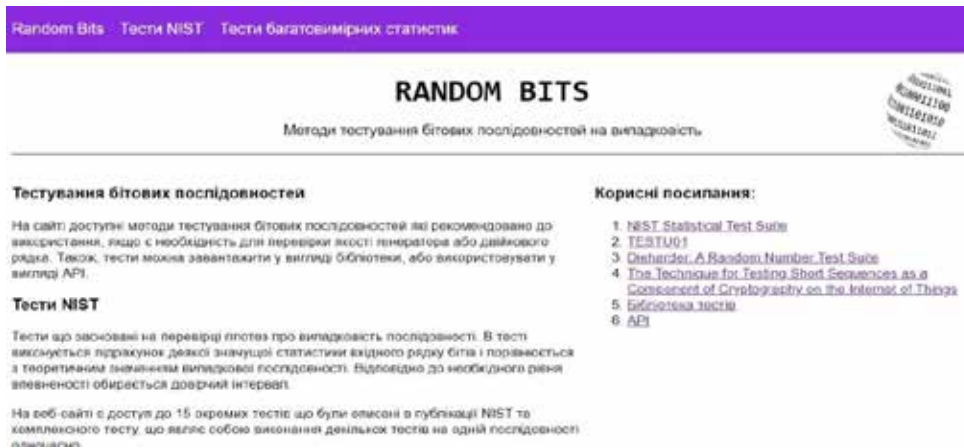 Random Bits Тести NIST Тести багатовимірних статистик
RANDOM BITS
Методи тестування бітових послідовностей на випадковість
Тестування бітових послідовностей
На сайті доступні методи тестування бітових послідовностей які рекомендовано до
використання, якщо є необхідність для перевірки якості генератора або двійкового
рядка. Також, тести можна завантажити у вигляді бібліотеки, або використовувати у
вигляді API.
Тести NIST
Тести що засновані на перевірці гіпотез про випадковість послідовності. В тесті
виконується підрахунок деякої значущої статистики вхідного рядку бітів і порівнюється
з теоретичним значенням випадкової послідовності. Відповідно до необхідного рівня
впевненості обирається довірчий інтервал.
На веб-сайті є доступ до 15 окремих тестів що були описані в публікації NIST та
комплексного тесту, що являє собою виконання декількох тестів на одній послідовності
одночасно
Корисні посилання:
1. NIST Statistical Test Suite
2. TESTU01
3. Dieharder: A Random Number Test Suite
4. The Technique for Testing Short Sequences as a
Component of Cryptography on the Internet of Things
5. Бібліотека тестів
6. API